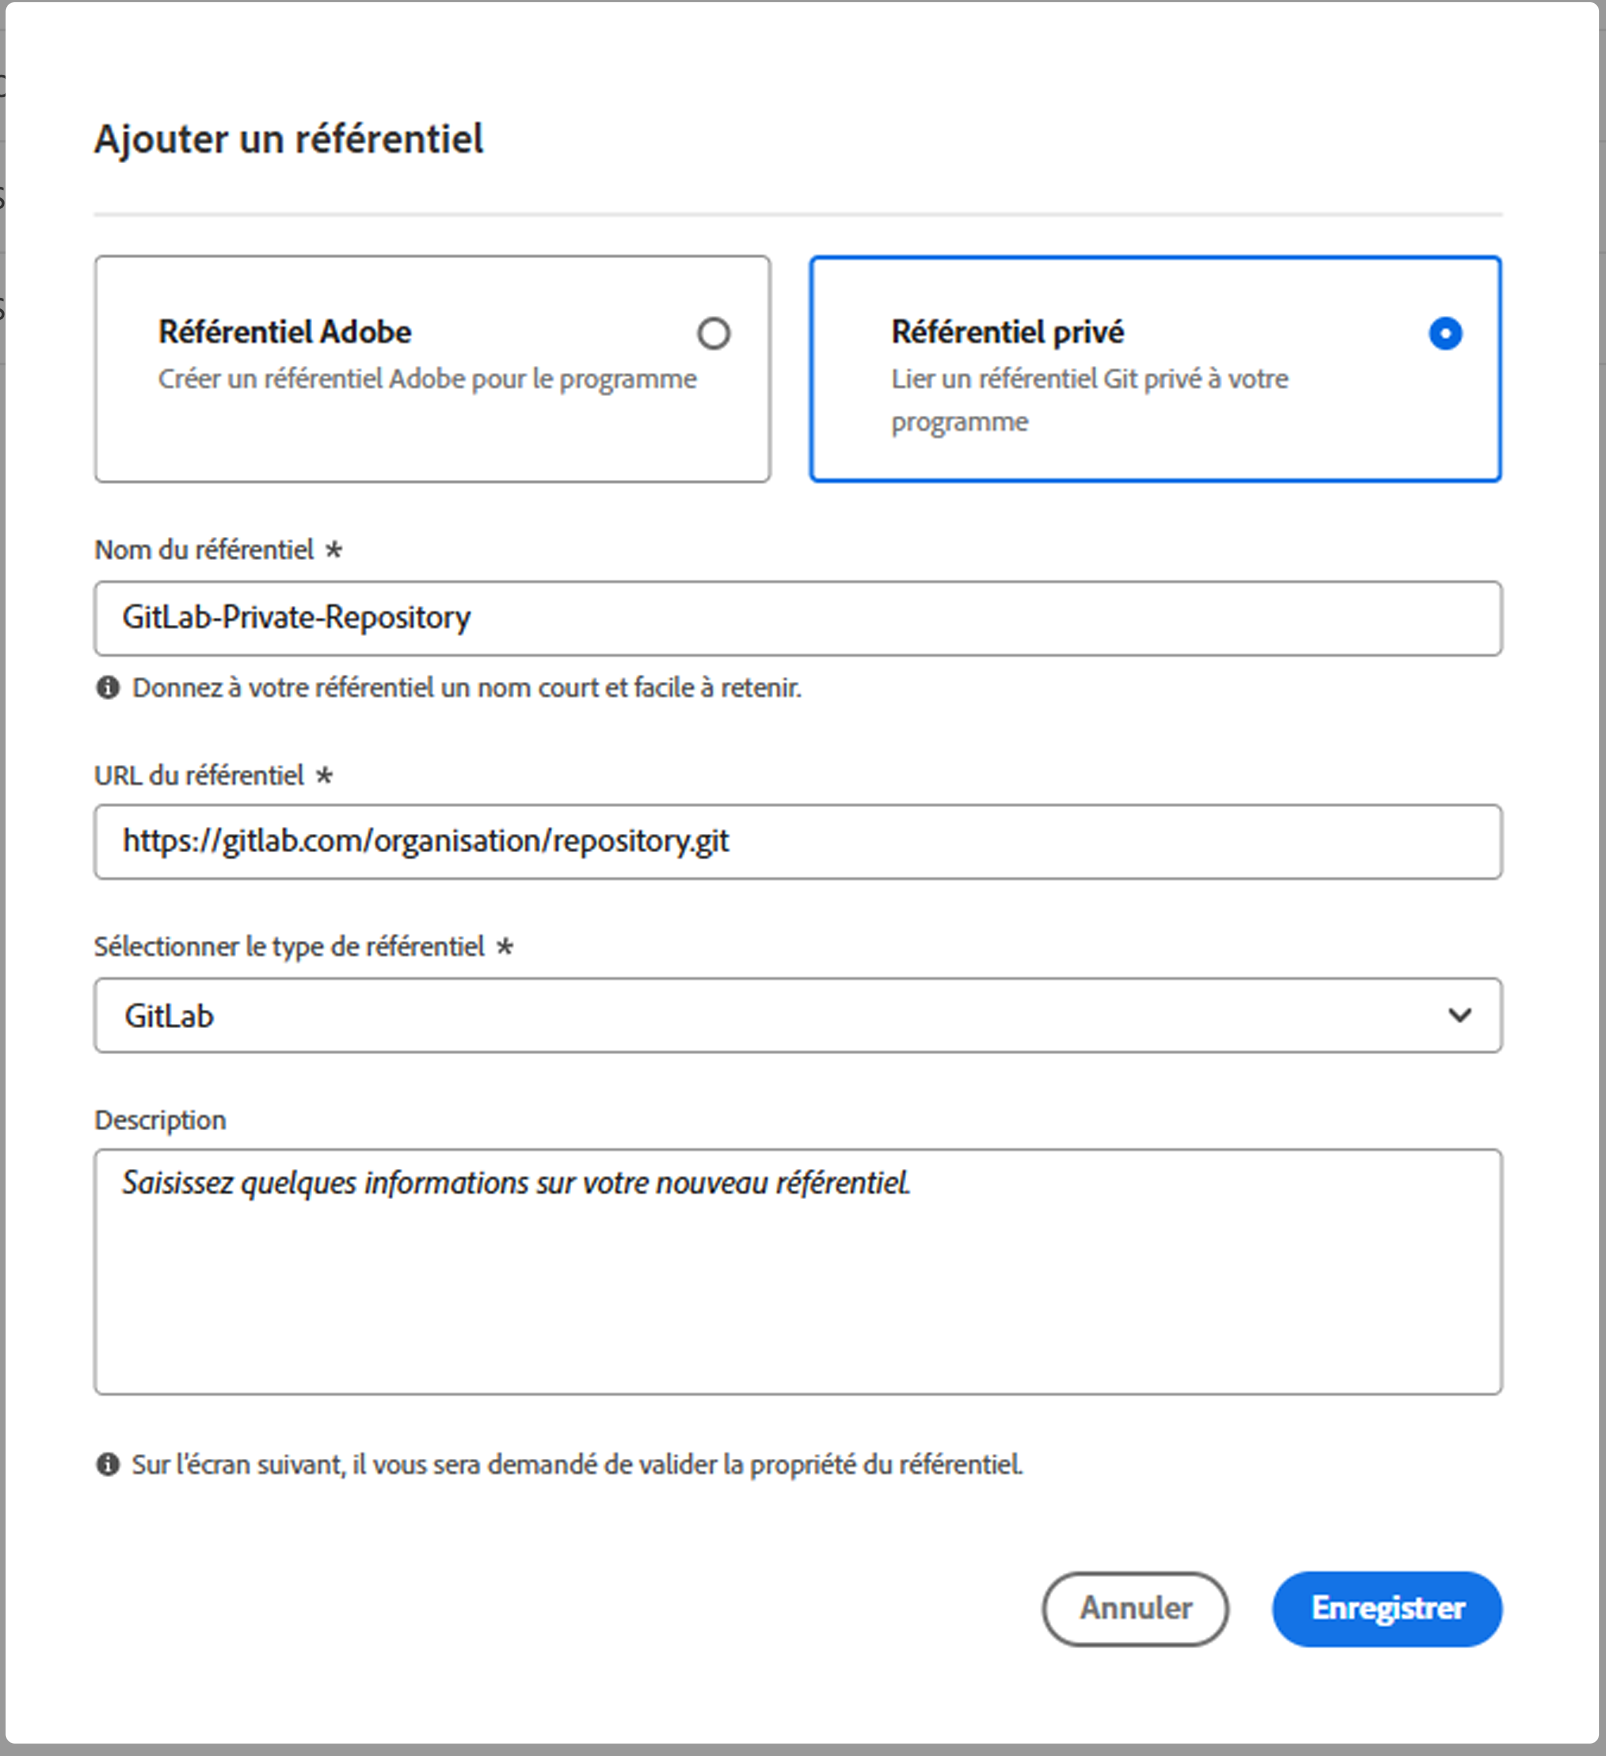 Ajouter un référentiel
Référentiel Adobe
Créer un référentiel Adobe pour le programme
Référentiel privé
Lier un référentiel Git privé à votre
programme
Nom du référentiel *
GitLab-Private-Repository
Donnez à votre référentiel un nom court et facile à retenir.
URL du référentiel *
https://gitlab.com/organisation/repository.git
Sélectionner le type de référentiel *
GitLab
Description
Saisissez quelques informations sur votre nouveau référentiel.
Sur l'écran suivant, il vous sera demandé de valider la propriété du référentiel.
Annuler
Enregistrer